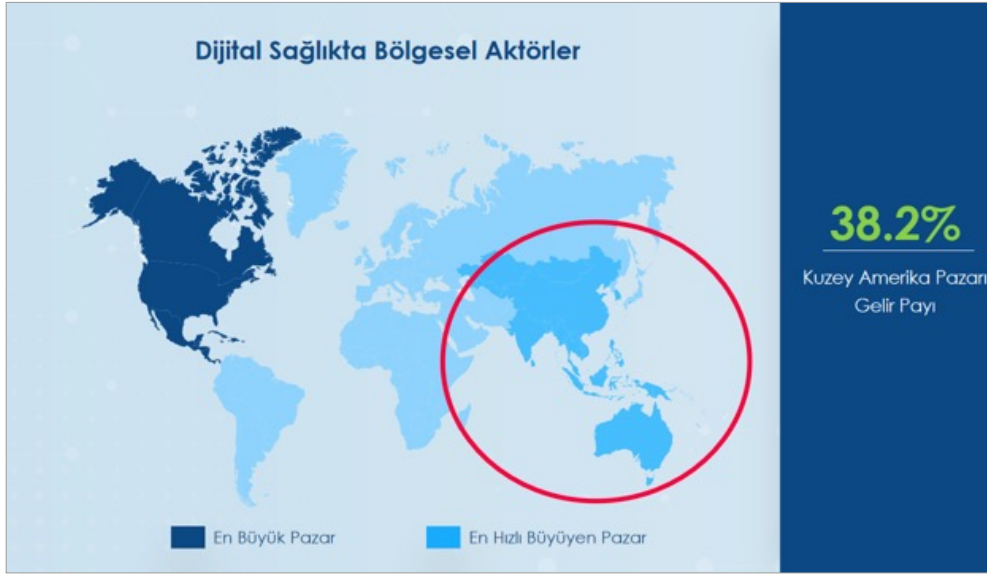 Dijital Sağlıkta Bölgesel Aktörler
38.2%
Kuzey Amerika Pazarı
Gelir Payı
En Büyük Pazar
En Hızlı Büyüyen Pazar